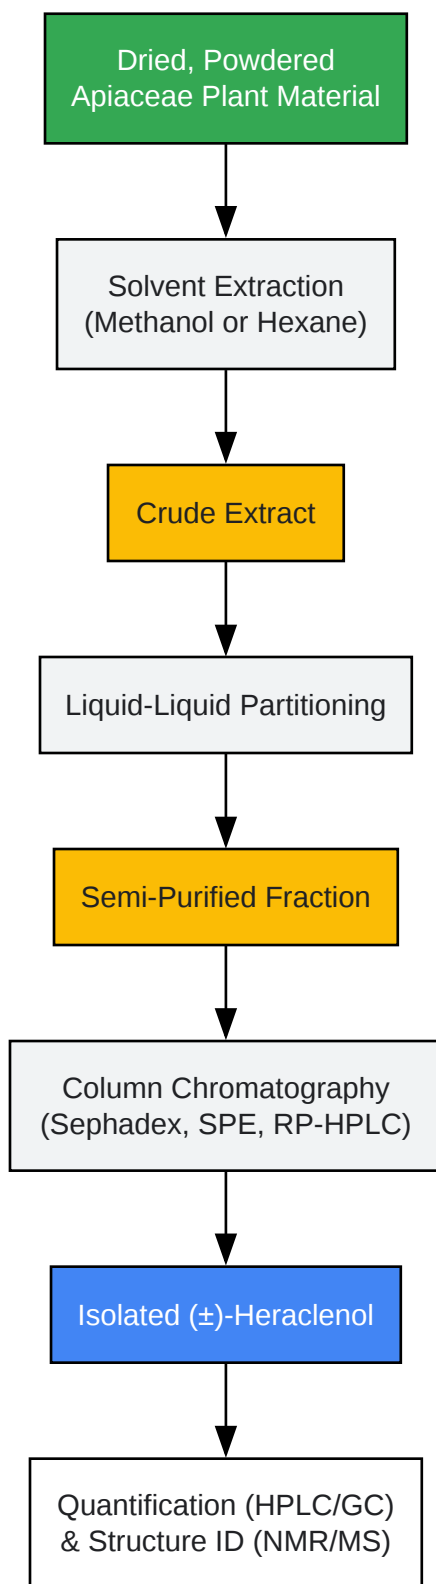 Dried, Powdered
Apiaceae Plant Material
Solvent Extraction
(Methanol or Hexane)
Crude Extract
Liquid-Liquid Partitioning
Semi-Purified Fraction
Column Chromatography
(Sephadex, SPE, RP-HPLC)
Isolated (±)-Heraclenol
Quantification (HPLC/GC)
& Structure ID (NMR/MS)